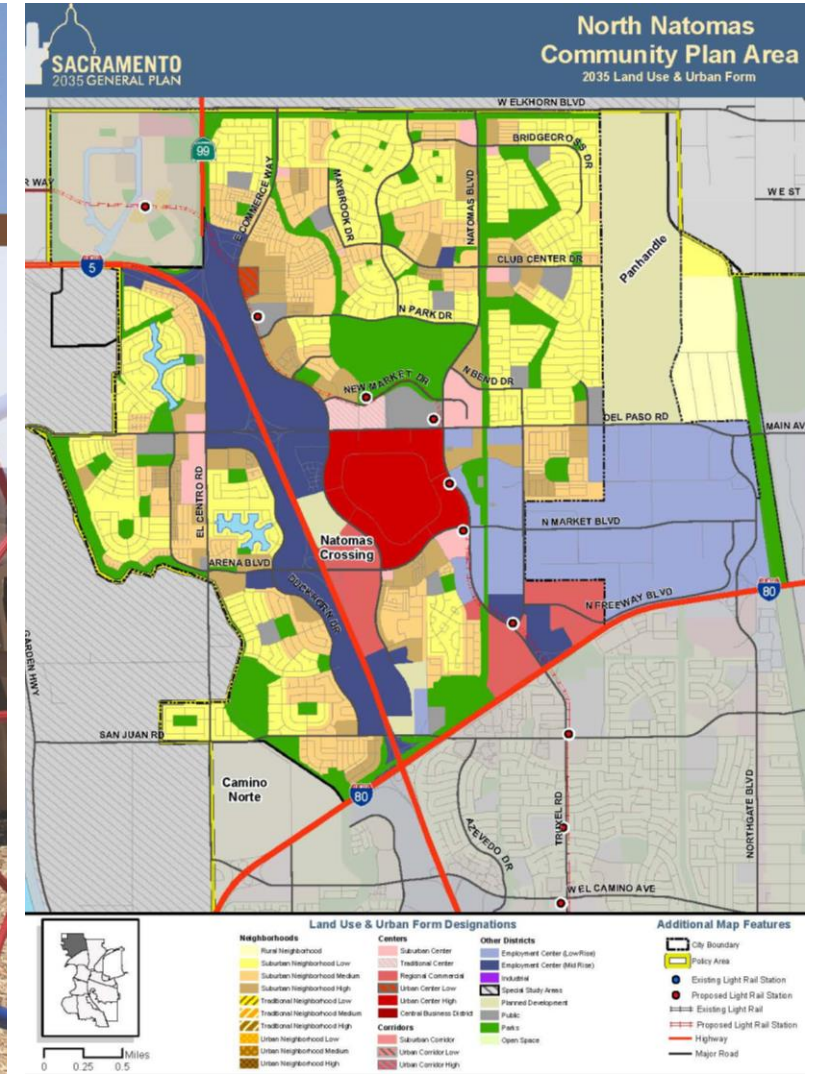 SACRAMENTO
2035 GENERAL PLAN
North Natomas
Community Plan Area
2035 Land Use & Urban Form
W ELKHORN BLVD
99
BRIDGECROSS DR
E COMMERCE WAY
MAYBROOK DR
NATOMAS BLVD
R WAY
W E ST
5
CLUB CENTER DR
Panhandle
N PARK DR
NEW MARKET DR
N BEND DR
DEL PASO RD
MAIN AV
EL CENTRO RD
N MARKET BLVD
Natomas
Crossing
ARENA BLVD
DUCKHORN DR
N FREEWAY BLVD
80
GARDEN HWY
SAN JUAN RD
Camino
Norte
80
AZEVEDO DR
TRUXEL RD
NORTHGATE BLVD
W EL CAMINO AVE
Land Use & Urban Form Designations
Neighborhoods
Rural Neighborhood
Suburban Neighborhood Low
Suburban Neighborhood Medium
Suburban Neighborhood High
Traditional Neighborhood Low
Traditional Neighborhood Medium
Traditional Neighborhood High
Urban Neighborhood Low
Urban Neighborhood Medium
Urban Neighborhood High
Centers
Suburban Center
Traditional Center
Regional Commercial
Urban Center Low
Urban Center High
Central Business District
Corridors
Suburban Corridor
Urban Corridor Low
Urban Corridor High
Other Districts
Employment Center (Low Rise)
Employment Center (Mid Rise)
Industrial
Special Study Areas
Planned Development
Public
Parks
Open Space
Additional Map Features
City Boundary
Policy Area
Existing Light Rail Station
Proposed Light Rail Station
Existing Light Rail
Proposed Light Rail Station
Highway
Major Road
Miles
0 0.25 0.5